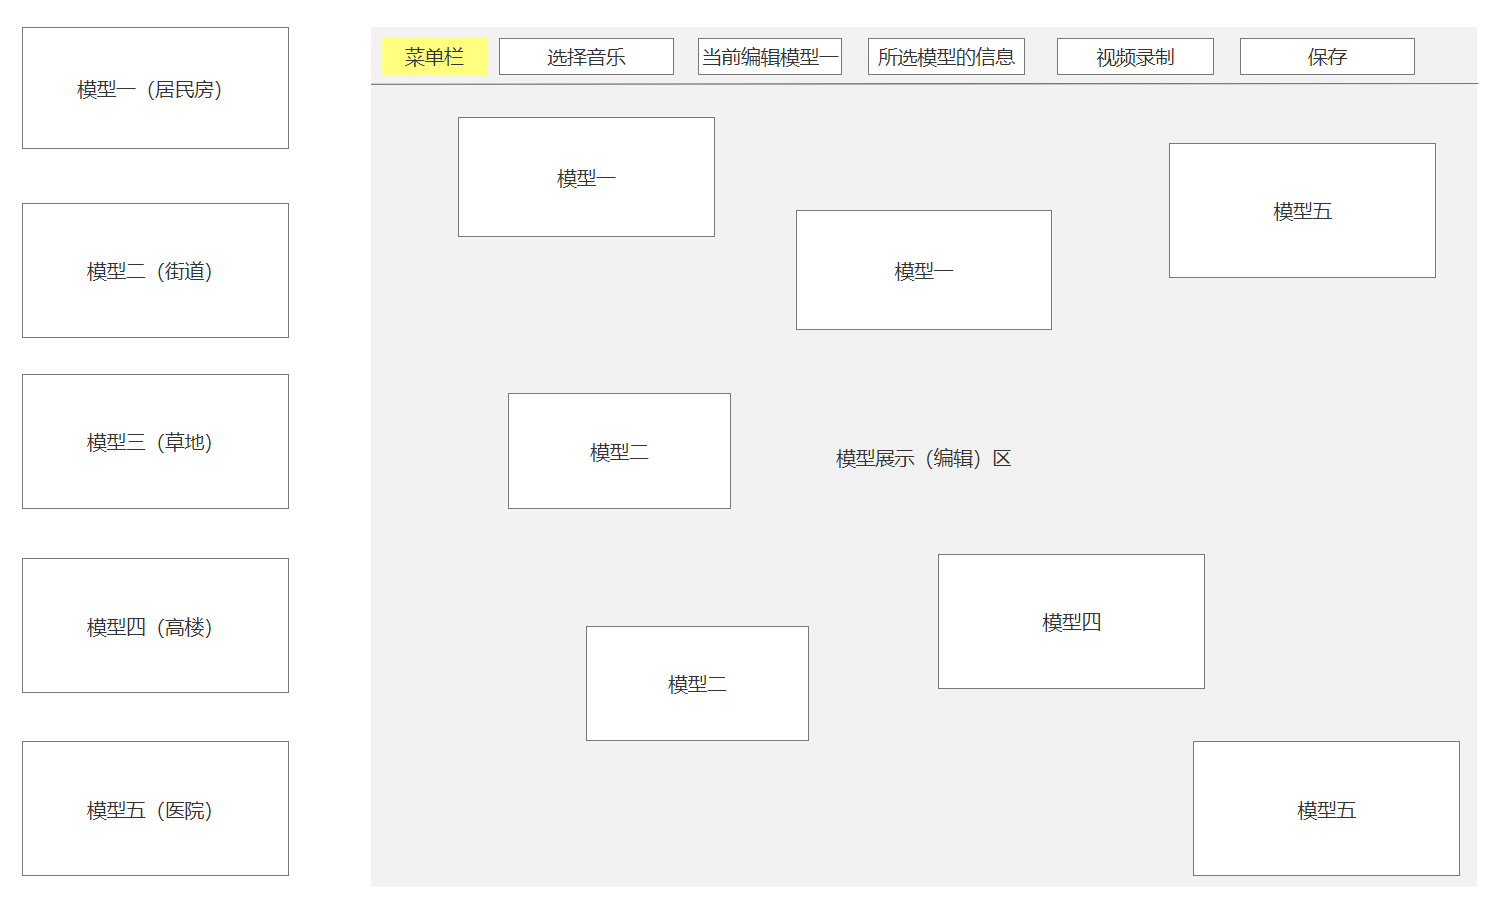 模型一（居民房）
模型二（街道）
模型三（草地）
模型四（高楼）
模型五（医院）
菜单栏
选择音乐
当前编辑模型一
所选模型的信息
视频录制
保存
模型一
模型一
模型五
模型二
模型展示（编辑）区
模型四
模型二
模型五